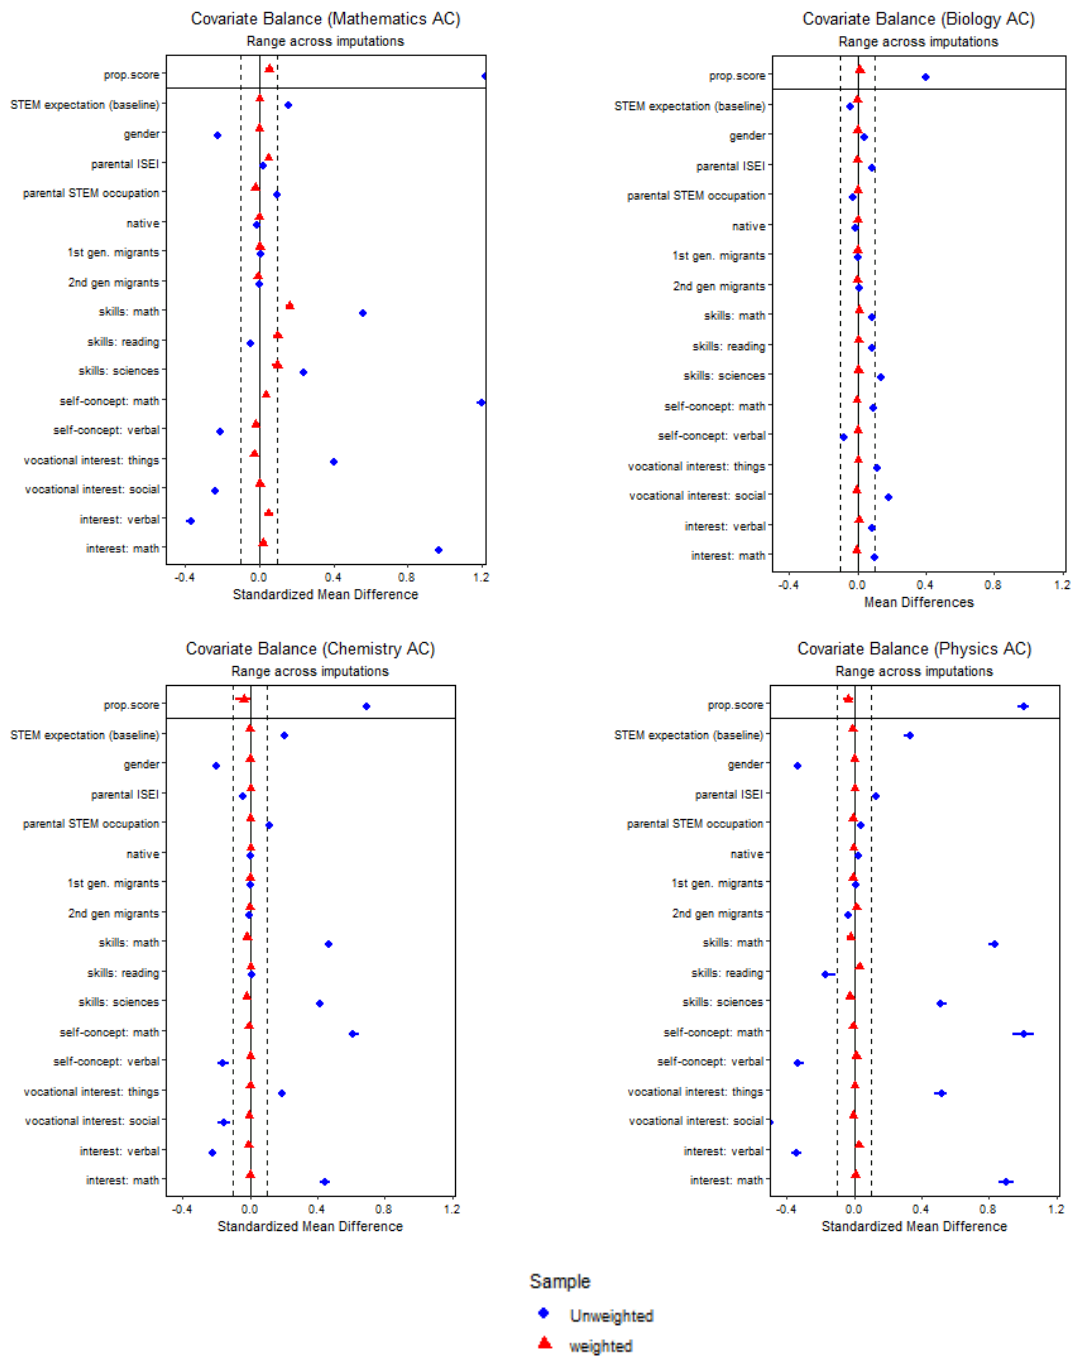 Covariate Balance (Mathematics AC)
Range across imputations
prop.score
STEM expectation (baseline)
gender
parental ISEI
parental STEM occupation
native
1st gen. migrants
2nd gen migrants
skills: math
skills: reading
skills: sciences
self-concept: math
self-concept: verbal
vocational interest: things
vocational interest: social
interest: verbal
interest: math
-0.4 0.0 0.4 0.8 1.2
Standardized Mean Difference
Covariate Balance (Biology AC)
Range across imputations
prop.score
STEM expectation (baseline)
gender
parental ISEI
parental STEM occupation
native
1st gen. migrants
2nd gen migrants
skills: math
skills: reading
skills: sciences
self-concept: math
self-concept: verbal
vocational interest: things
vocational interest: social
interest: verbal
interest: math
-0.4 0.0 0.4 0.8 1.2
Mean Differences
Covariate Balance (Chemistry AC)
Range across imputations
prop.score
STEM expectation (baseline)
gender
parental ISEI
parental STEM occupation
native
1st gen. migrants
2nd gen migrants
skills: math
skills: reading
skills: sciences
self-concept: math
self-concept: verbal
vocational interest: things
vocational interest: social
interest: verbal
interest: math
-0.4 0.0 0.4 0.8 1.2
Standardized Mean Difference
Covariate Balance (Physics AC)
Range across imputations
prop.score
STEM expectation (baseline)
gender
parental ISEI
parental STEM occupation
native
1st gen. migrants
2nd gen migrants
skills: math
skills: reading
skills: sciences
self-concept: math
self-concept: verbal
vocational interest: things
vocational interest: social
interest: verbal
interest: math
-0.4 0.0 0.4 0.8 1.2
Standardized Mean Difference
Sample
Unweighted
weighted